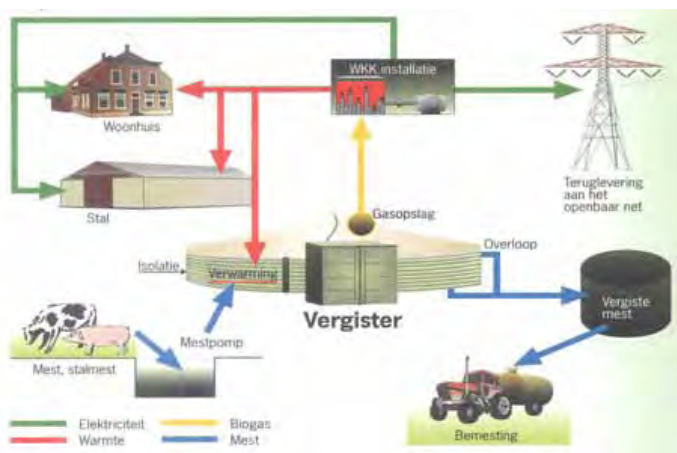 WKK installatie
Woonhuis
Teruglevering
aan het
openbaar net
Stal
Gasopslag
Overloop
Isolatie
Verwarming
Vergister
Vergiste
mest
Mestpomp
Mest, stalmest
Bemesting
Elektriciteit
Biogas
Warmte
Mest